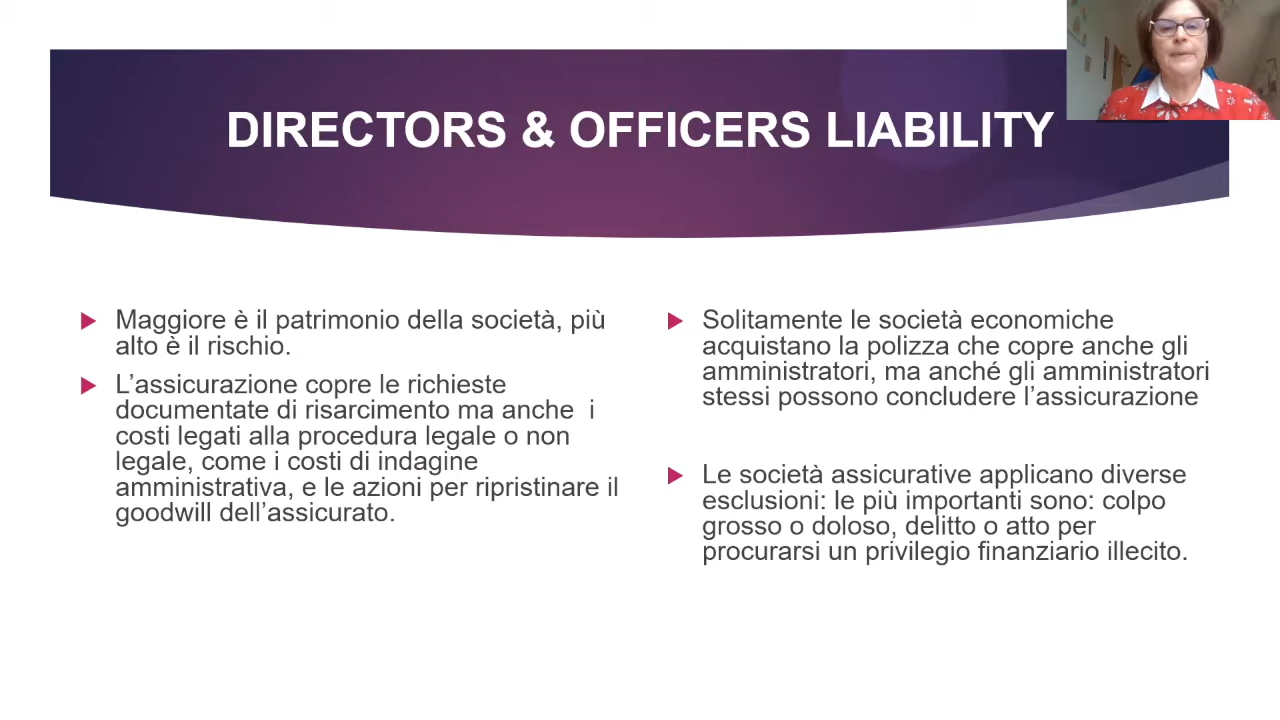 DIRECTORS & OFFICERS LIABILITY
Maggiore è il patrimonio della società, più
alto è il rischio.
L’assicurazione copre le richieste
documentate di risarcimento ma anche  i
costi legati alla procedura legale o non
legale, come i costi di indagine
amministrativa, e le azioni per ripristinare il
goodwill dell’assicurato.
Solitamente le società economiche
acquistano la polizza che copre anche gli
amministratori, ma anché gli amministratori
stessi possono concludere l’assicurazione
Le società assicurative applicano diverse
esclusioni: le più importanti sono: colpo
grosso o doloso, delitto o atto per
procurarsi un privilegio finanziario illecito.